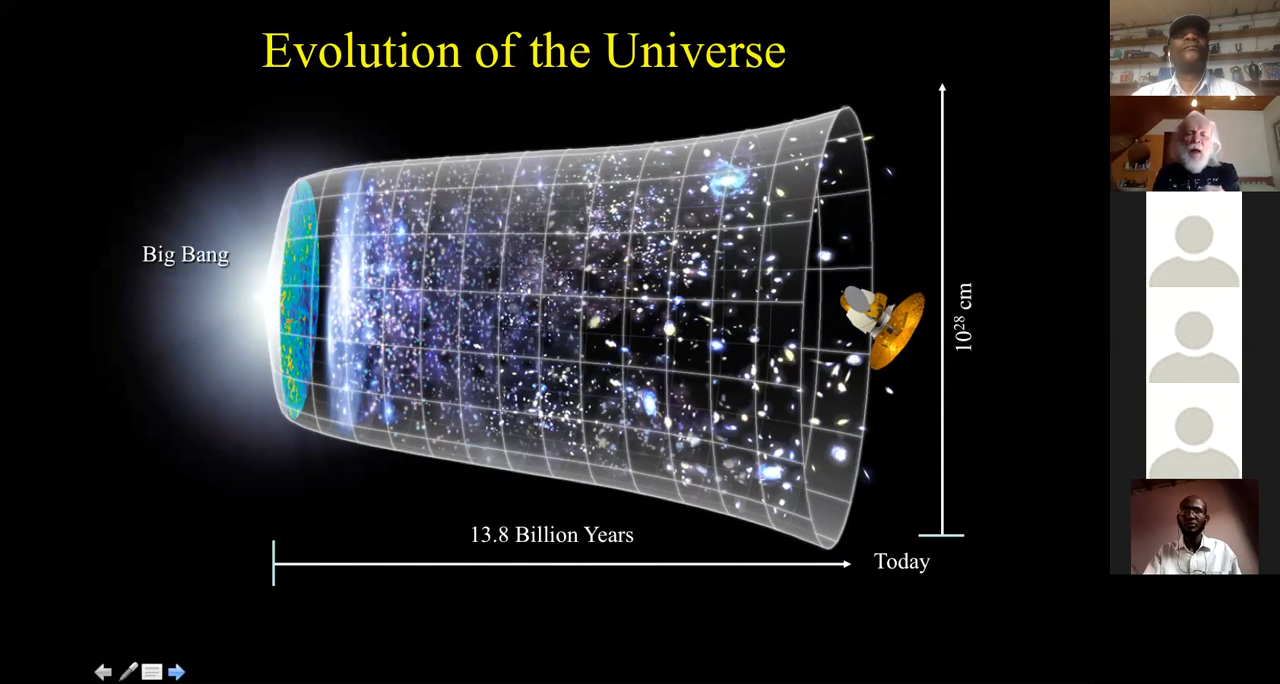 Evolution of the Universe
Big Bang
10²⁸ cm
13.8 Billion Years
Today